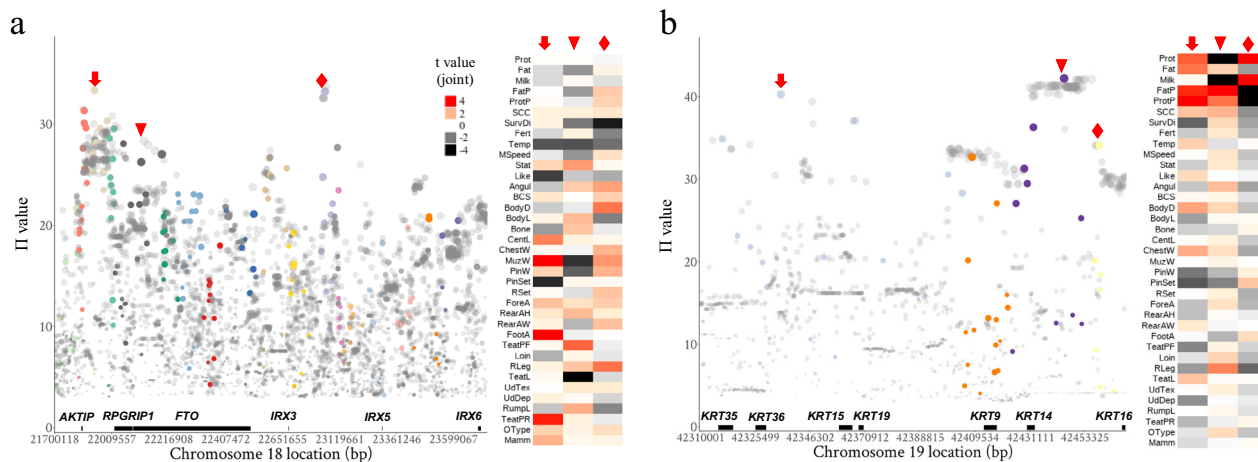 a
t value
(joint)
4
2
0
-2
-4
Π value
30
20
10
0
AKTIP RPGRIP1 FTO IRX3 IRX5 IRX6
21700118 22009557 22216908 22407472 22651655 23119661 23361246 23599067
Chromosome 18 location (bp)
Prot
Fat
Milk
FatP
ProtP
SCC
SurvDi
Fert
Temp
MSpeed
Stat
Like
Angul
BCS
BodyD
BodyL
Bone
CentL
ChestW
MuzW
PinW
PinSet
RSet
ForeA
RearAH
RearAW
FootA
TeatPF
Loin
RLeg
TeatL
UdTex
UdDep
RumpL
TeatPR
OType
Mamm
b
Π value
40
30
20
10
0
KRT35 KRT36 KRT15 KRT19 KRT9 KRT14 KRT16
42310001 42325499 42346302 42370912 42388815 42409534 42431111 42453325
Chromosome 19 location (bp)
Prot
Fat
Milk
FatP
ProtP
SCC
SurvDi
Fert
Temp
MSpeed
Stat
Like
Angul
BCS
BodyD
BodyL
Bone
CentL
ChestW
MuzW
PinW
PinSet
RSet
ForeA
RearAH
RearAW
FootA
TeatPF
Loin
RLeg
TeatL
UdTex
UdDep
RumpL
TeatPR
OType
Mamm